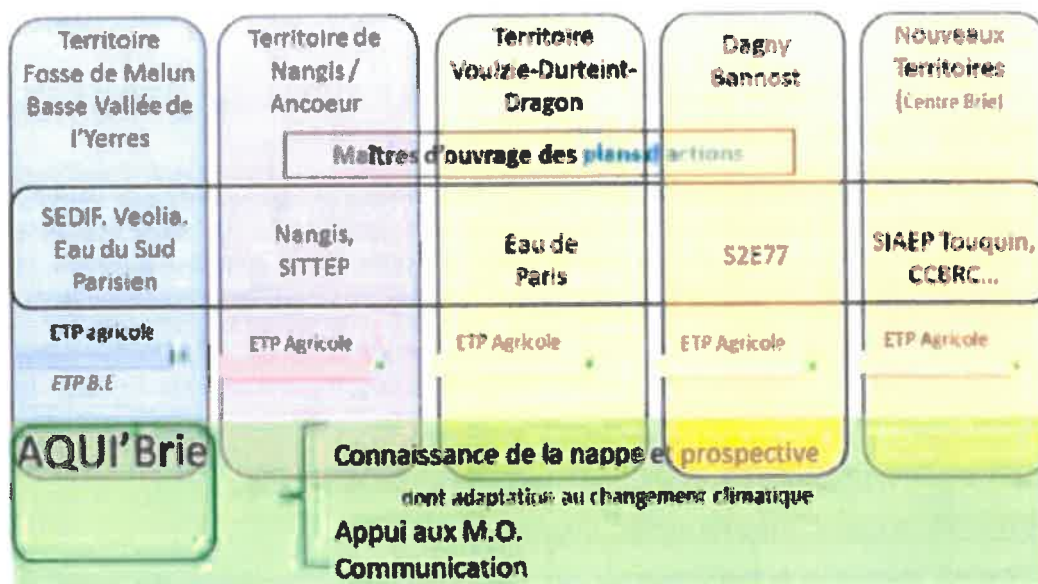 Territoire
Fosse de Melun
Basse Vallée de
l'Yerres
Territoire de
Nangis /
Ancoeur
Territoire
Voulzie-Durteint-
Dragon
Dagny
Bannost
Nouveaux
Territoires
(Centre Brie)
Maîtres d'ouvrage des plans d'actions
SEDIF, Veolia,
Eau du Sud
Parisien
Nangis,
SITTEP
Eau de
Paris
S2E77
SIAEP Touquin,
CCBRC...
ETP agricole
ETP B.E
ETP Agricole
ETP Agricole
ETP Agricole
ETP Agricole
AQUI'Brie
Connaissance de la nappe et prospective
dont adaptation au changement climatique
Appui aux M.O.
Communication